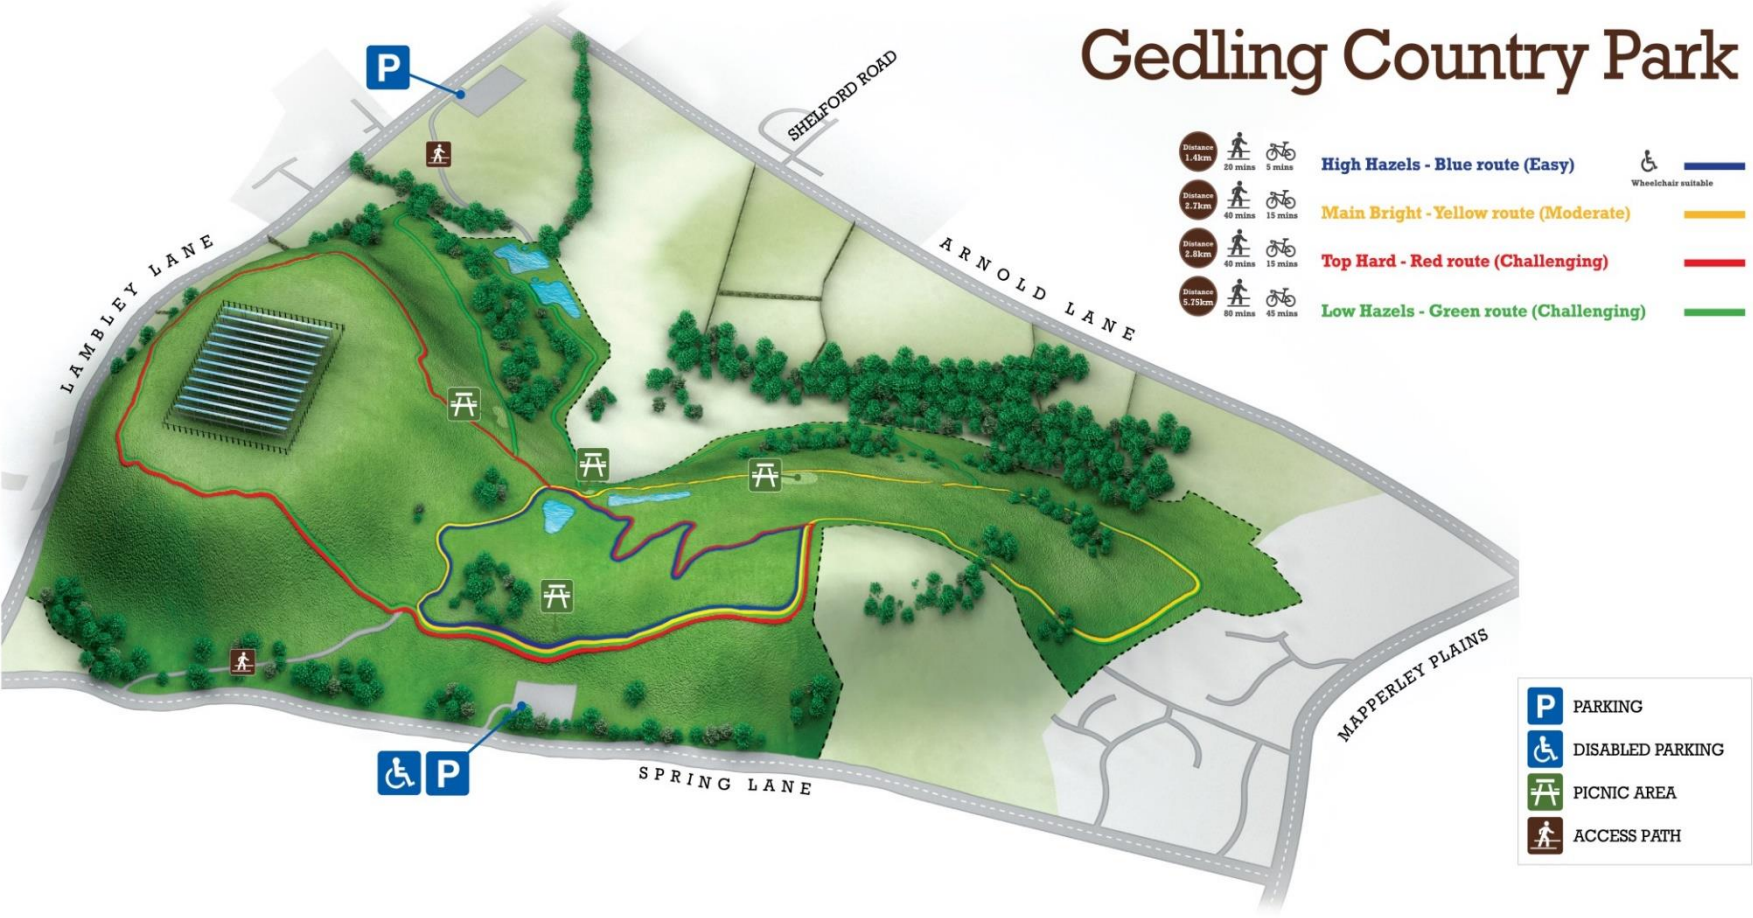 Gedling Country Park
Distance
1.4km
20 mins
5 mins
High Hazels - Blue route (Easy)
Wheelchair suitable
Distance
2.7km
40 mins
15 mins
Main Bright - Yellow route (Moderate)
Distance
2.8km
40 mins
15 mins
Top Hard - Red route (Challenging)
Distance
5.75km
80 mins
45 mins
Low Hazels - Green route (Challenging)
P
SHELFORD ROAD
ARNOLD LANE
LAMBLEY LANE
MAPPERLEY PLAINS
SPRING LANE
P
P PARKING
DISABLED PARKING
PICNIC AREA
ACCESS PATH